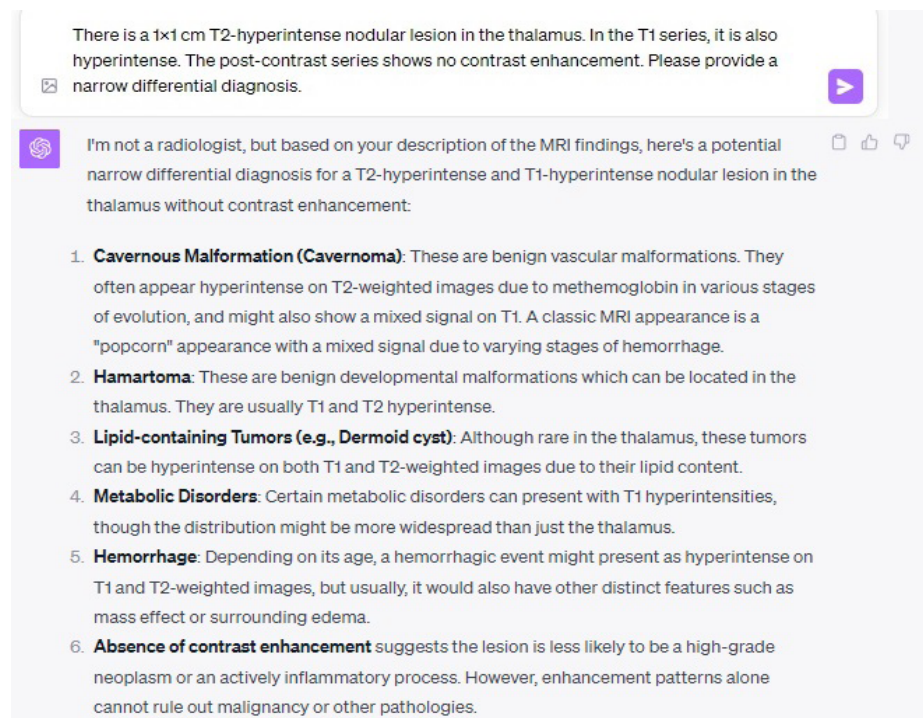 There is a 1×1 cm T2-hyperintense nodular lesion in the thalamus. In the T1 series, it is also
hyperintense. The post-contrast series shows no contrast enhancement. Please provide a
narrow differential diagnosis.
I'm not a radiologist, but based on your description of the MRI findings, here's a potential
narrow differential diagnosis for a T2-hyperintense and T1-hyperintense nodular lesion in the
thalamus without contrast enhancement:
1. Cavernous Malformation (Cavernoma): These are benign vascular malformations. They
often appear hyperintense on T2-weighted images due to methemoglobin in various stages
of evolution, and might also show a mixed signal on T1. A classic MRI appearance is a
"popcorn" appearance with a mixed signal due to varying stages of hemorrhage.
2. Hamartoma: These are benign developmental malformations which can be located in the
thalamus. They are usually T1 and T2 hyperintense.
3. Lipid-containing Tumors (e.g., Dermoid cyst): Although rare in the thalamus, these tumors
can be hyperintense on both T1 and T2-weighted images due to their lipid content.
4. Metabolic Disorders: Certain metabolic disorders can present with T1 hyperintensities,
though the distribution might be more widespread than just the thalamus.
5. Hemorrhage: Depending on its age, a hemorrhagic event might present as hyperintense on
T1 and T2-weighted images, but usually, it would also have other distinct features such as
mass effect or surrounding edema.
6. Absence of contrast enhancement suggests the lesion is less likely to be a high-grade
neoplasm or an actively inflammatory process. However, enhancement patterns alone
cannot rule out malignancy or other pathologies.